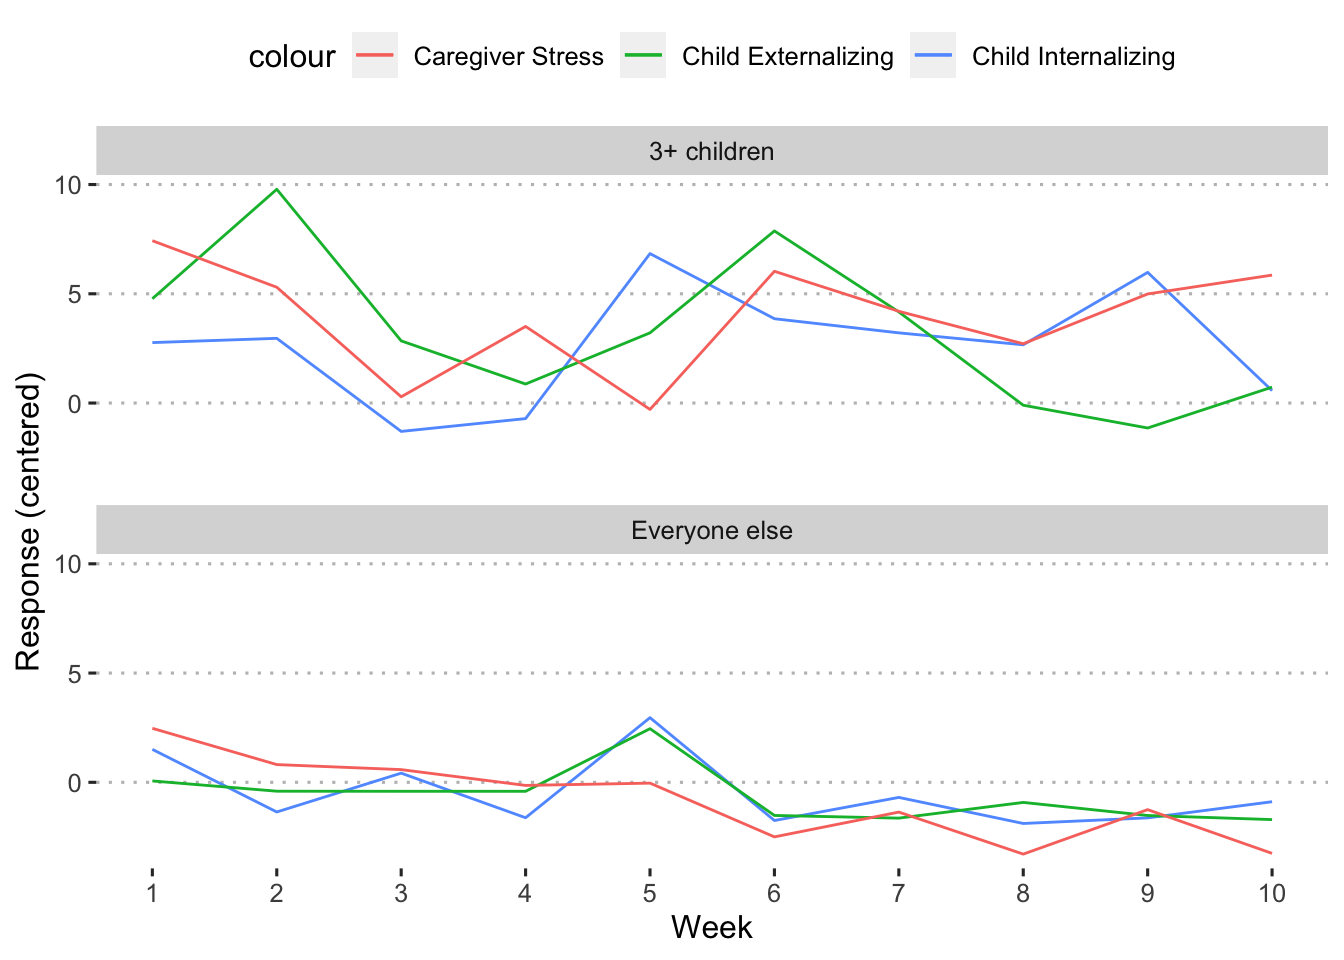 colour Caregiver Stress Child Externalizing Child Internalizing
3+ children
10
5
0
Everyone else
10
5
0
Response (centered)
1 2 3 4 5 6 7 8 9 10
Week